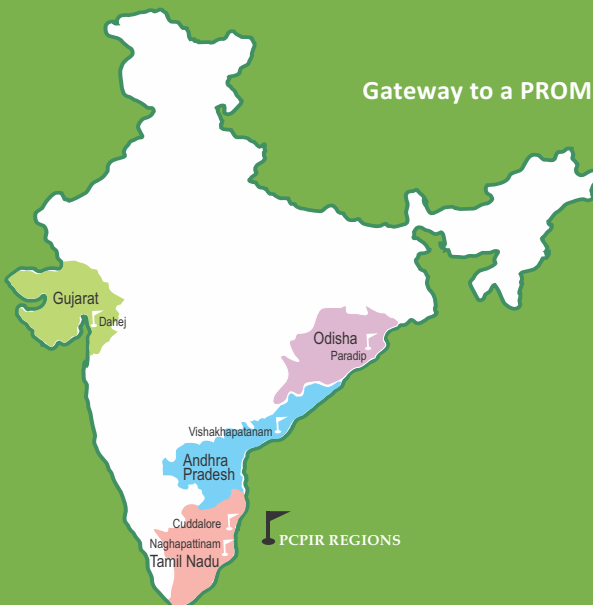 Gateway to a PROM
Gujarat
Dahej
Odisha
Paradip
Vishakhapatanam
Andhra
Pradesh
Cuddalore
Naghapattinam
Tamil Nadu
PCPIR REGIONS